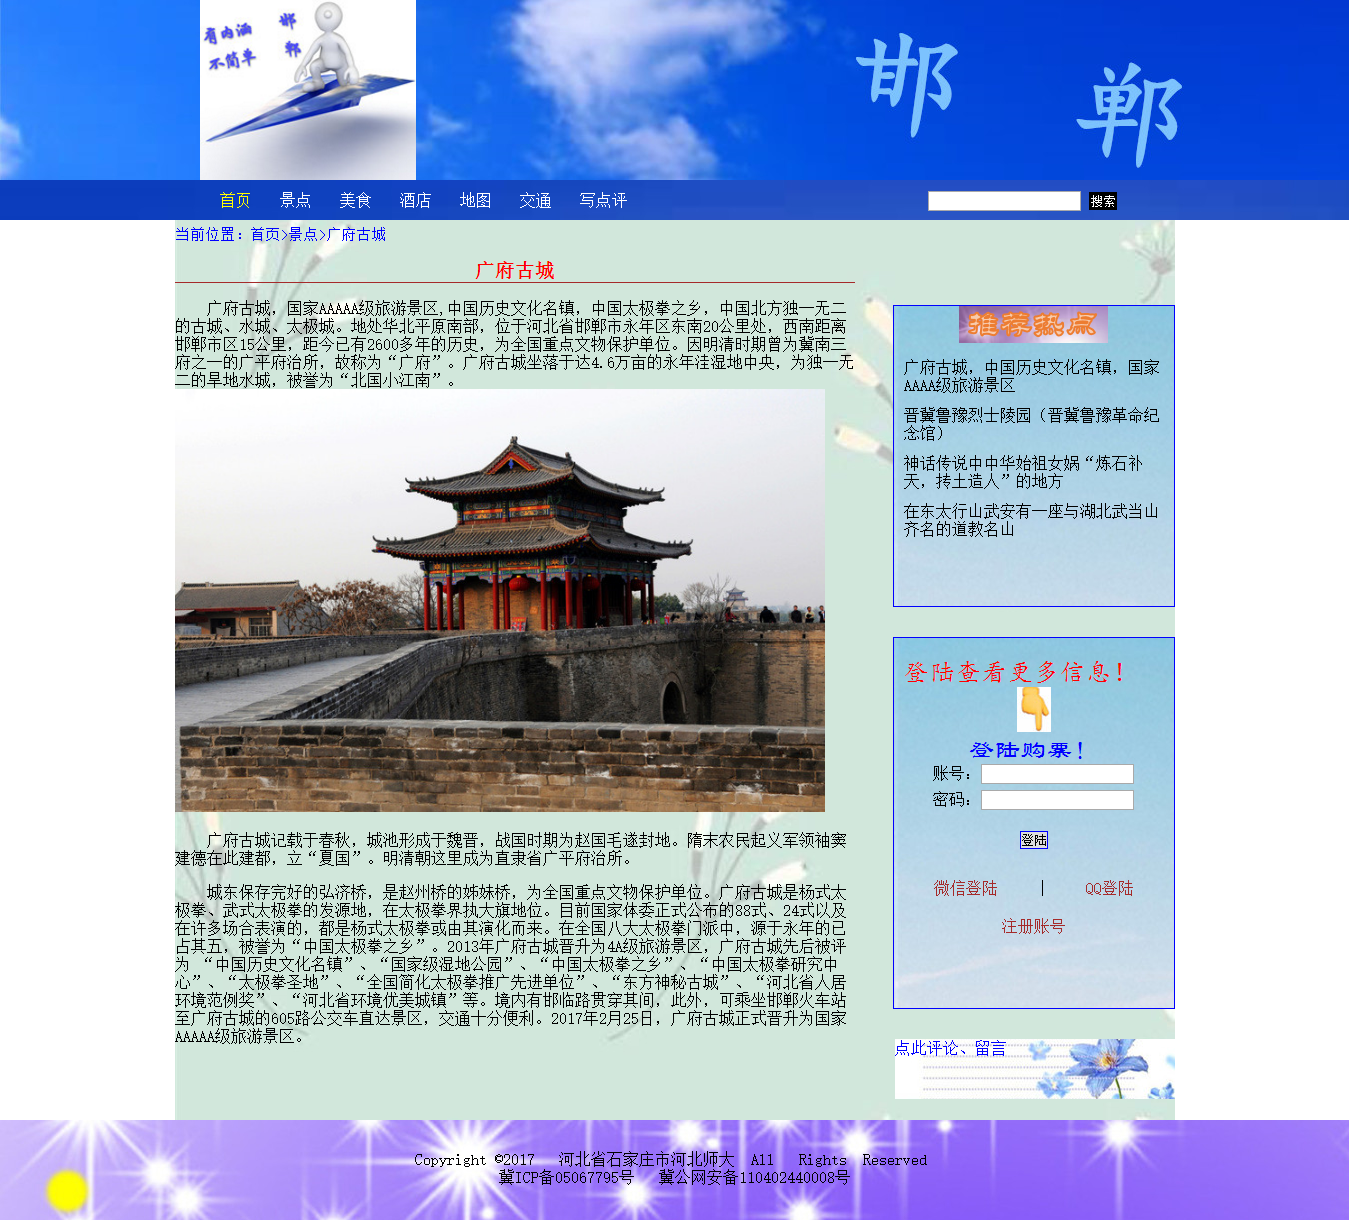 有内涵
不简单
邯
郸
邯
郸
首页 景点 美食 酒店 地图 交通 写点评
搜索
当前位置：首页>景点>广府古城
广府古城
广府古城，国家AAAAA级旅游景区,中国历史文化名镇，中国太极拳之乡，中国北方独一无二
的古城、水城、太极城。地处华北平原南部，位于河北省邯郸市永年区东南20公里处，西南距离
邯郸市区15公里，距今已有2600多年的历史，为全国重点文物保护单位。因明清时期曾为冀南三
府之一的广平府治所，故称为“广府”。广府古城坐落于达4.6万亩的永年洼湿地中央，为独一无
二的旱地水城，被誉为“北国小江南”。
广府古城记载于春秋，城池形成于魏晋，战国时期为赵国毛遂封地。隋末农民起义军领袖窦
建德在此建都，立“夏国”。明清朝这里成为直隶省广平府治所。
城东保存完好的弘济桥，是赵州桥的姊妹桥，为全国重点文物保护单位。广府古城是杨式太
极拳、武式太极拳的发源地，在太极拳界执大旗地位。目前国家体委正式公布的88式、24式以及
在许多场合表演的，都是杨式太极拳或由其演化而来。在全国八大太极拳门派中，源于永年的已
占其五，被誉为“中国太极拳之乡”。2013年广府古城晋升为4A级旅游景区，广府古城先后被评
为 “中国历史文化名镇”、“国家级湿地公园”、“中国太极拳之乡”、“中国太极拳研究中
心”、“太极拳圣地”、“全国简化太极拳推广先进单位”、“东方神秘古城”、“河北省人居
环境范例奖”、“河北省环境优美城镇”等。境内有邯临路贯穿其间，此外，可乘坐邯郸火车站
至广府古城的605路公交车直达景区，交通十分便利。2017年2月25日，广府古城正式晋升为国家
AAAAA级旅游景区。
推荐热点
广府古城，中国历史文化名镇，国家
AAAA级旅游景区
晋冀鲁豫烈士陵园（晋冀鲁豫革命纪
念馆）
神话传说中中华始祖女娲“炼石补
天，抟土造人”的地方
在东太行山武安有一座与湖北武当山
齐名的道教名山
登陆查看更多信息！
登陆购票！
账号：
密码：
登陆
微信登陆 | QQ登陆
注册账号
点此评论、留言
Copyright ©2017 河北省石家庄市河北师大 All Rights Reserved
冀ICP备05067795号 冀公网安备110402440008号